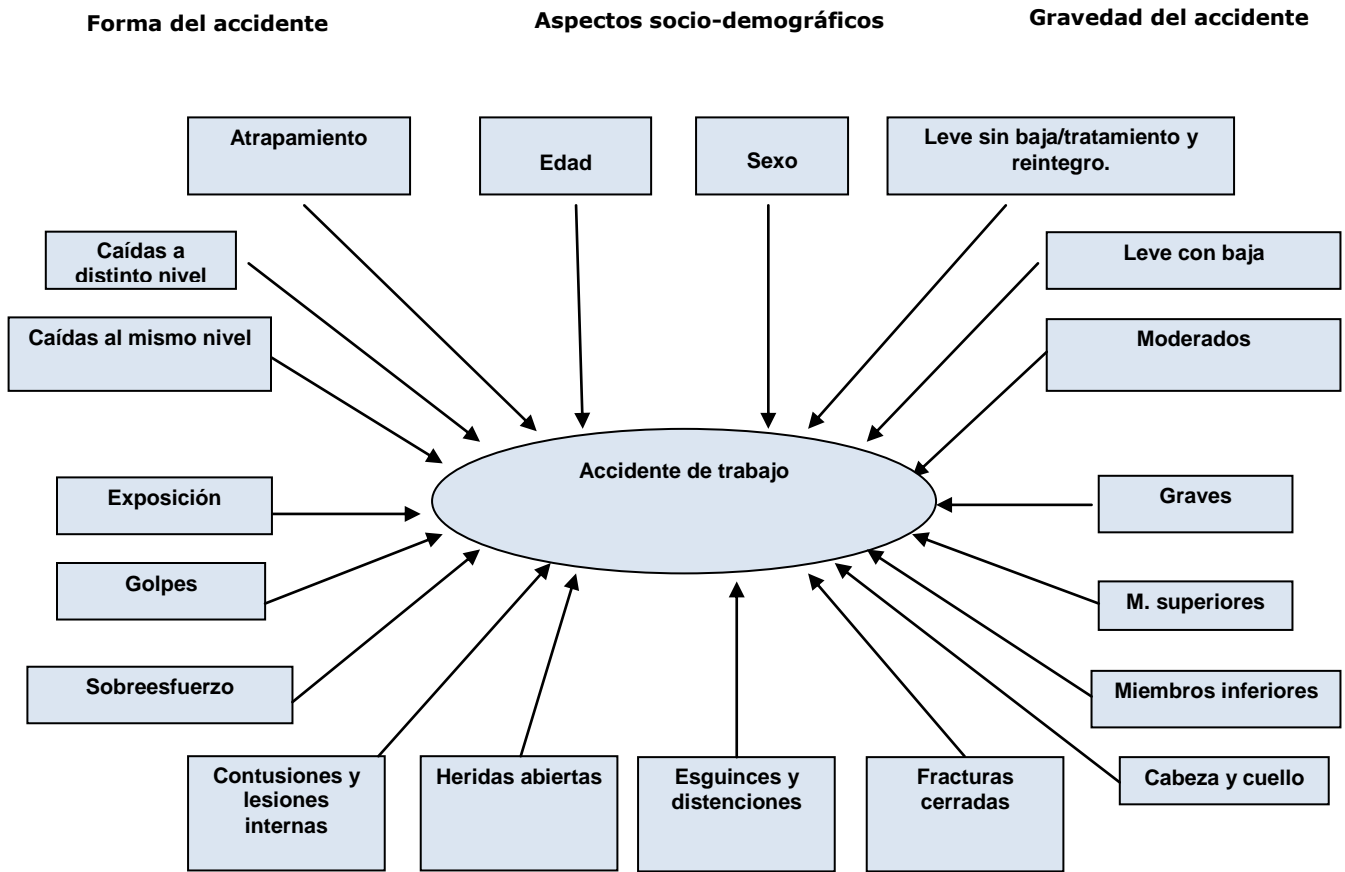 Forma del accidente
Aspectos socio-demográficos
Gravedad del accidente
Atrapamiento
Edad
Sexo
Leve sin baja/tratamiento y
reintegro.
Caídas a
distinto nivel
Leve con baja
Caídas al mismo nivel
Moderados
Accidente de trabajo
Exposición
Graves
Golpes
M. superiores
Sobreesfuerzo
Miembros inferiores
Contusiones y
lesiones
internas
Heridas abiertas
Esguinces y
distenciones
Fracturas
cerradas
Cabeza y cuello